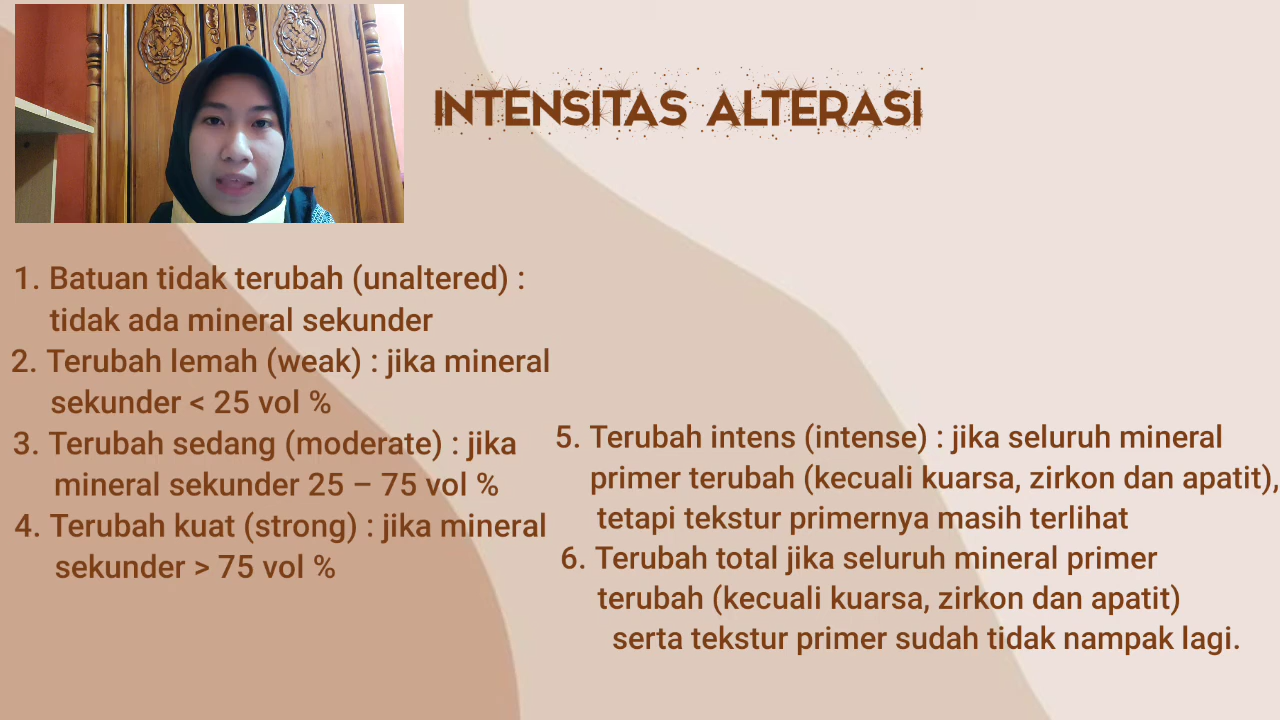 INTENSITAS ALTERASI
1. Batuan tidak terubah (unaltered) :
tidak ada mineral sekunder
2. Terubah lemah (weak) : jika mineral
sekunder < 25 vol %
3. Terubah sedang (moderate) : jika
mineral sekunder 25 – 75 vol %
4. Terubah kuat (strong) : jika mineral
sekunder > 75 vol %
5. Terubah intens (intense) : jika seluruh mineral
primer terubah (kecuali kuarsa, zirkon dan apatit),
tetapi tekstur primernya masih terlihat
6. Terubah total jika seluruh mineral primer
terubah (kecuali kuarsa, zirkon dan apatit)
serta tekstur primer sudah tidak nampak lagi.